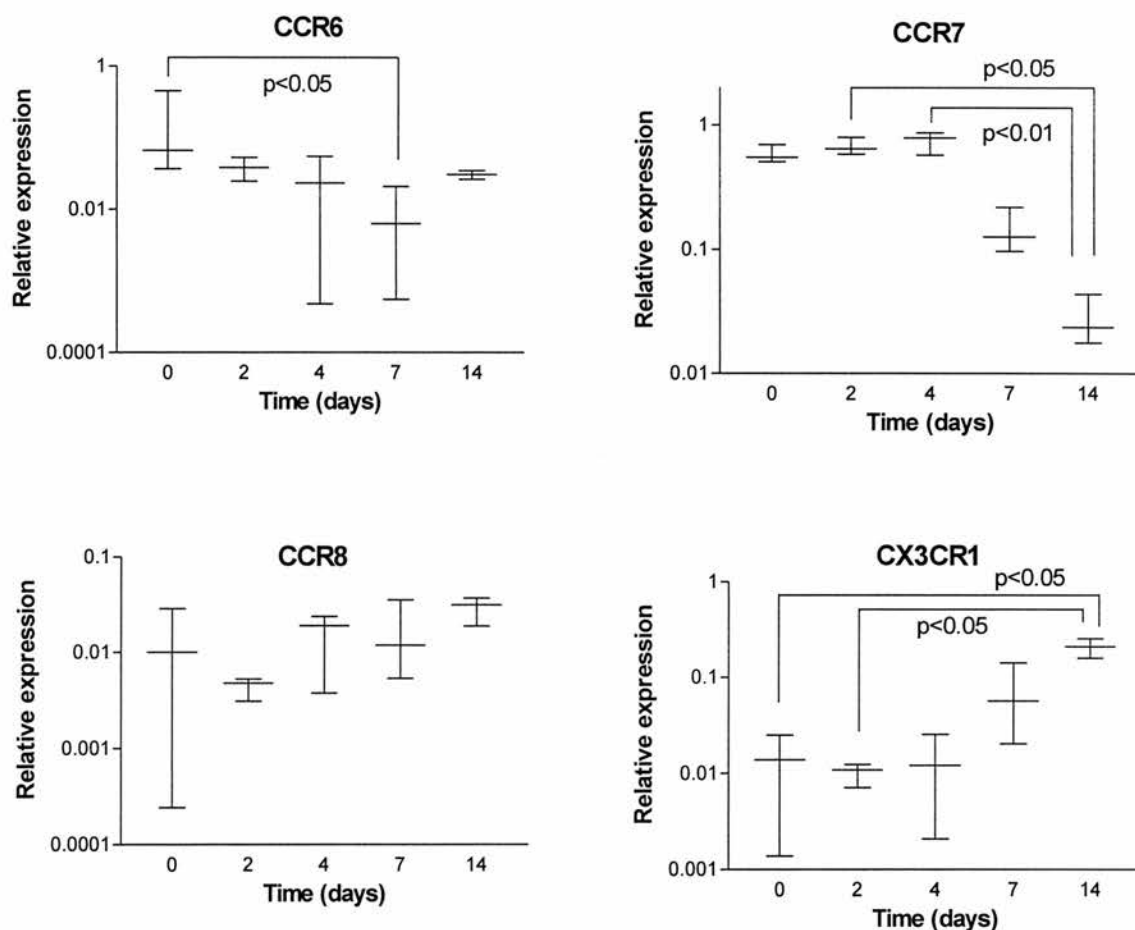 CCR6
1
p<0.05
0.01
0.0001
Relative expression
0 2 4 7 14
Time (days)
CCR7
p<0.05
1
p<0.01
0.1
0.01
Relative expression
0 2 4 7 14
Time (days)
CCR8
0.1
0.01
0.001
0.0001
Relative expression
0 2 4 7 14
Time (days)
CX3CR1
1
p<0.05
p<0.05
0.1
0.01
0.001
Relative expression
0 2 4 7 14
Time (days)